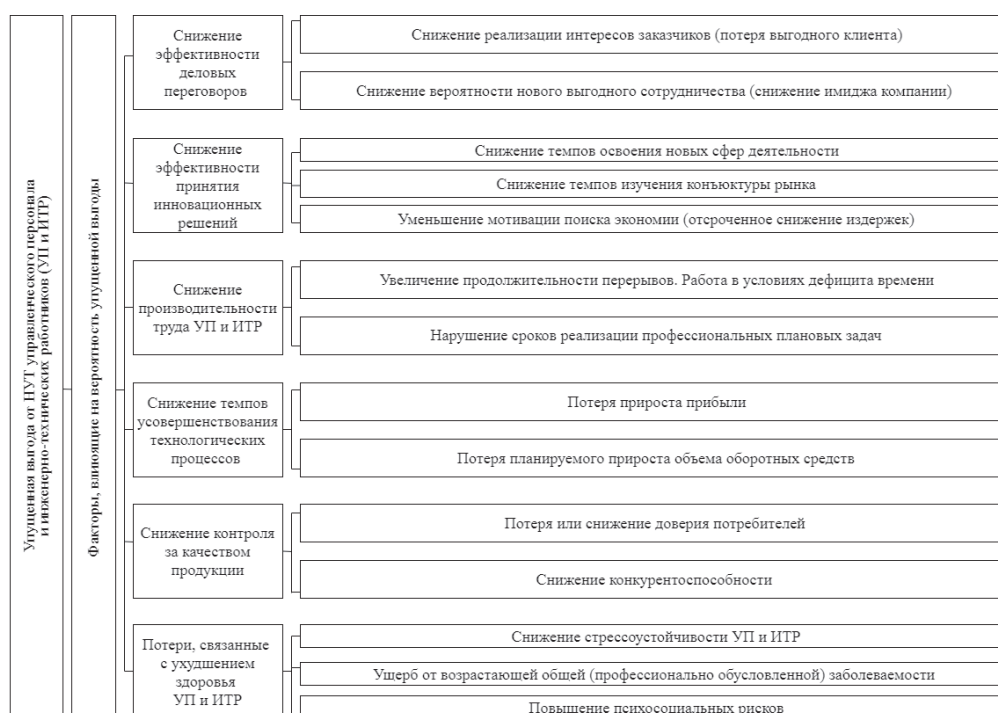 Упущенная выгода от НУТ управленческого персонала
и инженерно-технических работников (УП и ИТР)
Факторы, влияющие на вероятность упущенной выгоды
Снижение
эффективности
деловых
переговоров
Снижение реализации интересов заказчиков (потеря выгодного клиента)
Снижение вероятности нового выгодного сотрудничества (снижение имиджа компании)
Снижение
эффективности
принятия
инновационных
решений
Снижение темпов освоения новых сфер деятельности
Снижение темпов изучения конъюктуры рынка
Уменьшение мотивации поиска экономии (отсроченное снижение издержек)
Снижение
производительности
труда УП и ИТР
Увеличение продолжительности перерывов. Работа в условиях дефицита времени
Нарушение сроков реализации профессиональных плановых задач
Снижение темпов
усовершенствования
технологических
процессов
Потеря прироста прибыли
Потеря планируемого прироста объема оборотных средств
Снижение контроля
за качеством
продукции
Потеря или снижение доверия потребителей
Снижение конкурентоспособности
Потери, связанные
с ухудшением
здоровья
УП и ИТР
Снижение стрессоустойчивости УП и ИТР
Ущерб от возрастающей общей (профессионально обусловленной) заболеваемости
Повышение психосоциальных рисков